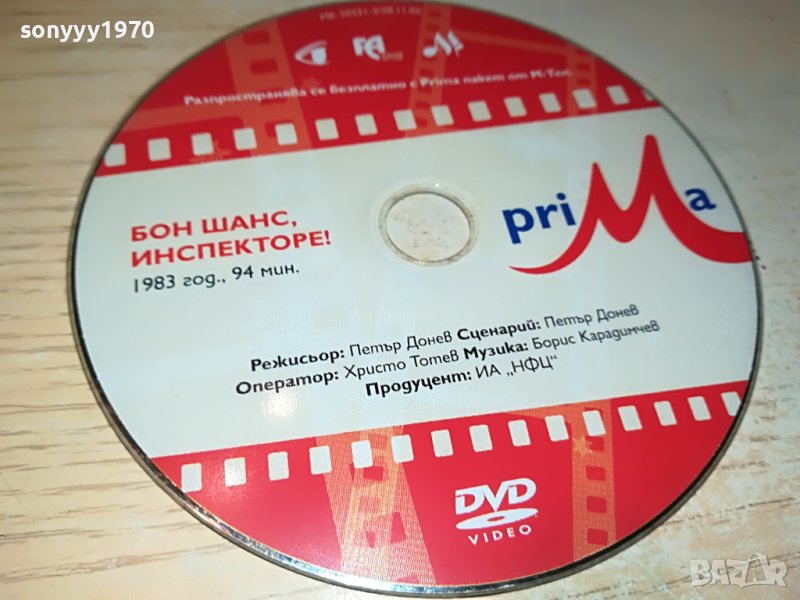 sonyyy1970
Разпространява се безплатно с Prima пакет от М-Тел
priMa
БОН ШАНС,
ИНСПЕКТОРЕ!
1983 год., 94 мин.
Режисьор: Петър Донев Сценарий: Петър Донев
Оператор: Христо Тотев Музика: Борис Карадимчев
Продуцент: ИА „НФЦ“
DVD
VIDEO
BAZAR